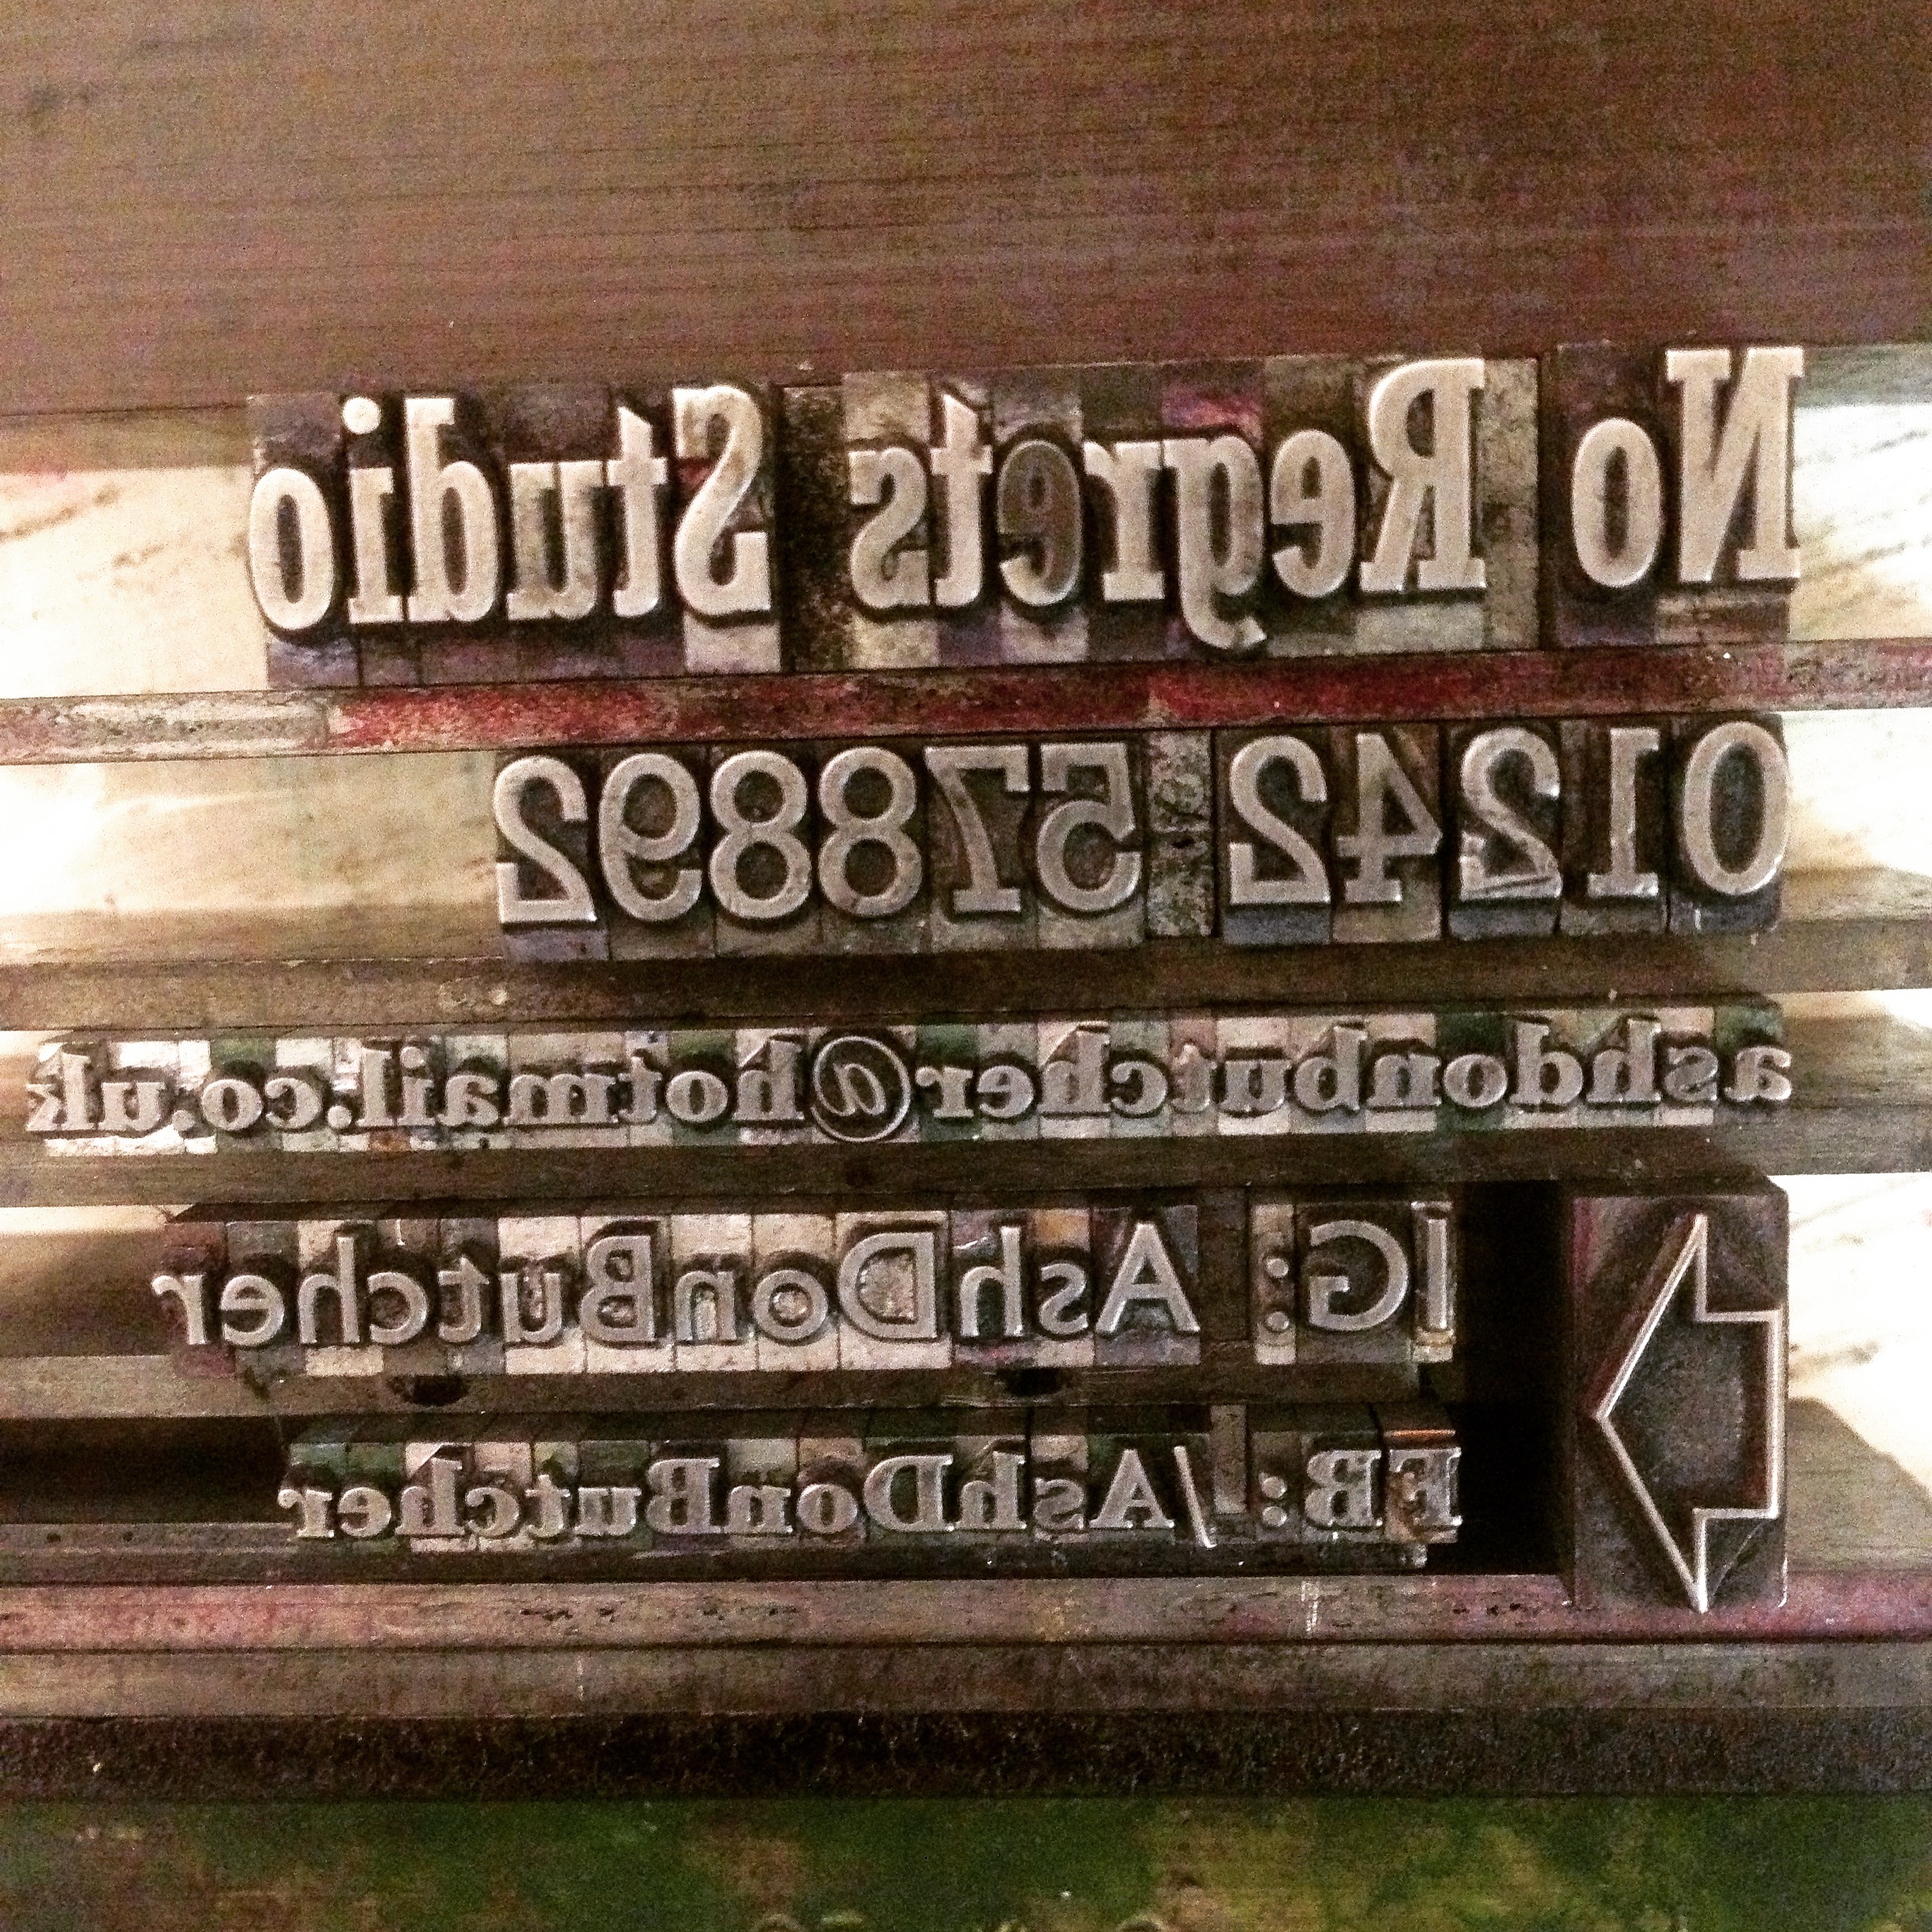 No Regrets Studio
01242 578892
ashdonbutcher@hotmail.co.uk
IG: AshDonButcher
FB: /AshDonButcher